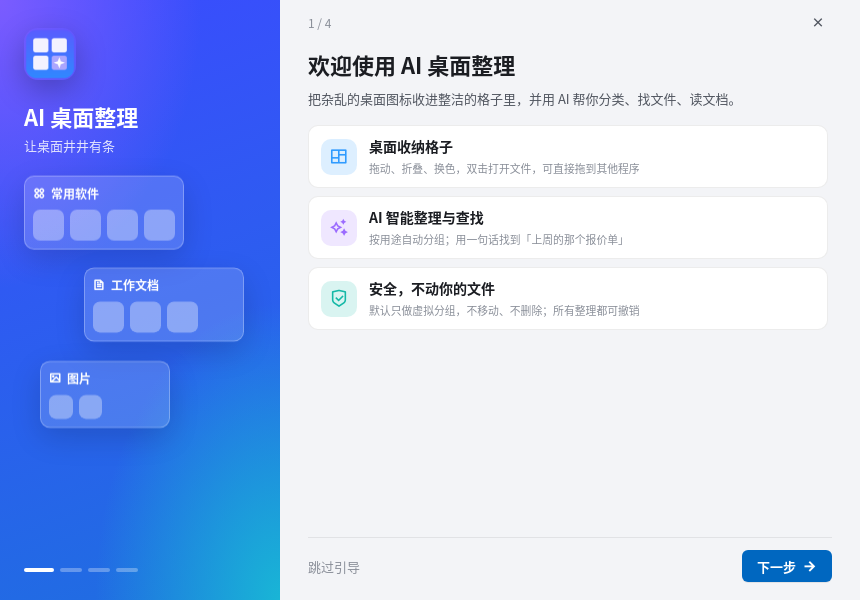 AI 桌面整理
让桌面井井有条
常用软件
工作文档
图片
1 / 4
欢迎使用 AI 桌面整理
把杂乱的桌面图标收进整洁的格子里，并用 AI 帮你分类、找文件、读文档。
桌面收纳格子
拖动、折叠、换色，双击打开文件，可直接拖到其他程序
AI 智能整理与查找
按用途自动分组；用一句话找到「上周的那个报价单」
安全，不动你的文件
默认只做虚拟分组，不移动、不删除；所有整理都可撤销
跳过引导
下一步